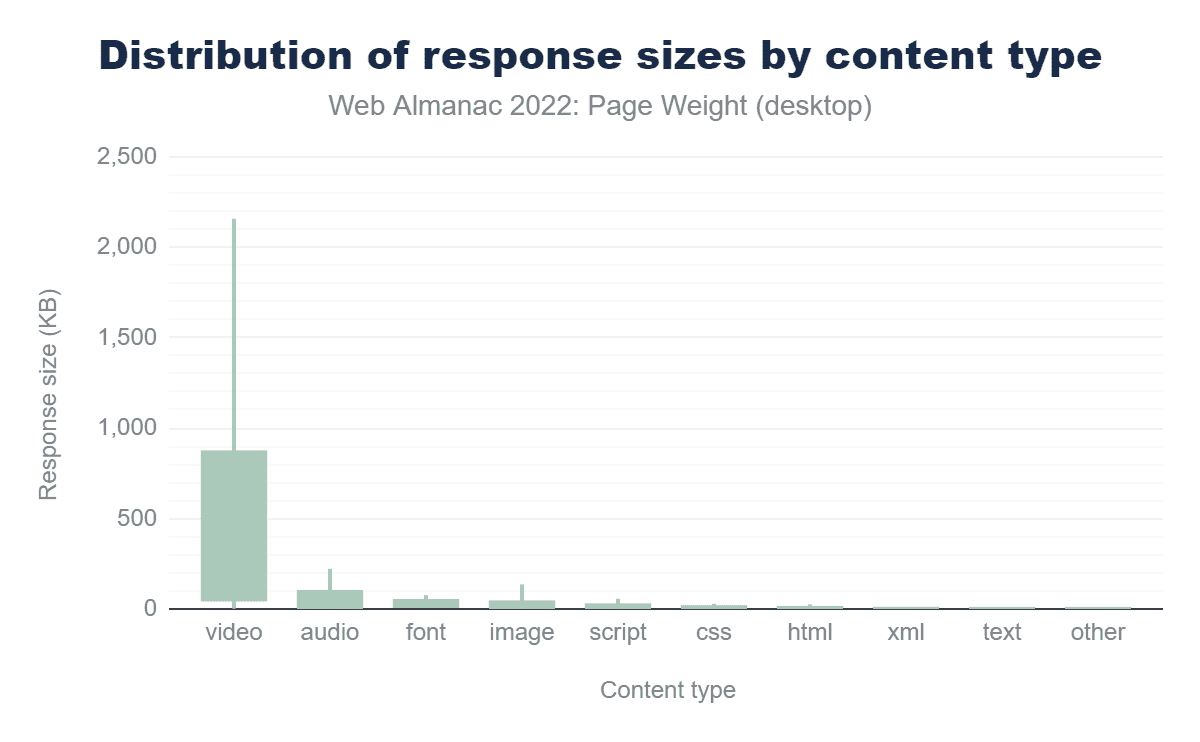 Distribution of response sizes by content type
Web Almanac 2022: Page Weight (desktop)
Response size (KB)
2,500
2,000
1,500
1,000
500
0
video audio font image script css html xml text other
Content type